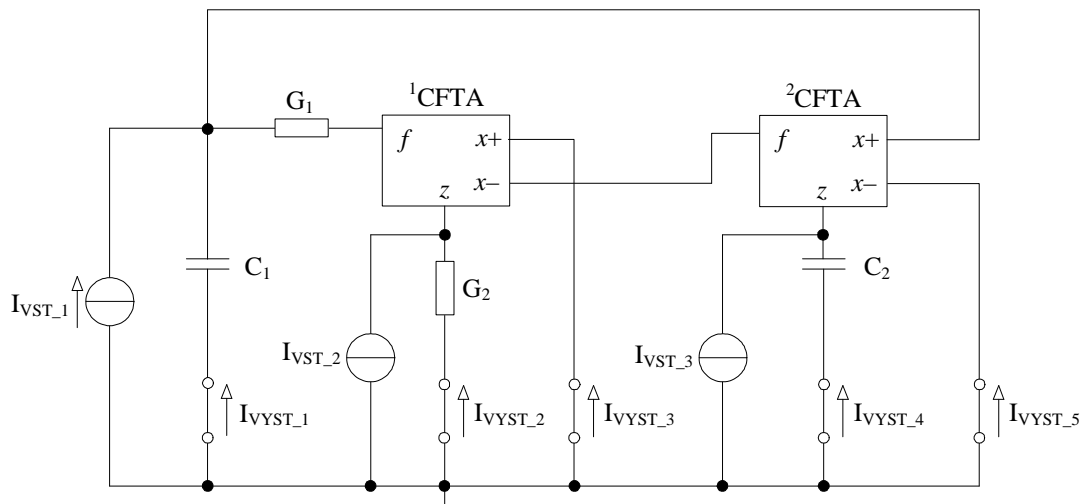 ¹CFTA
²CFTA
G₁
f
x+
x−
z
f
x+
x−
z
C₁
G₂
C₂
I_VST_1
I_VST_2
I_VST_3
I_VYST_1
I_VYST_2
I_VYST_3
I_VYST_4
I_VYST_5